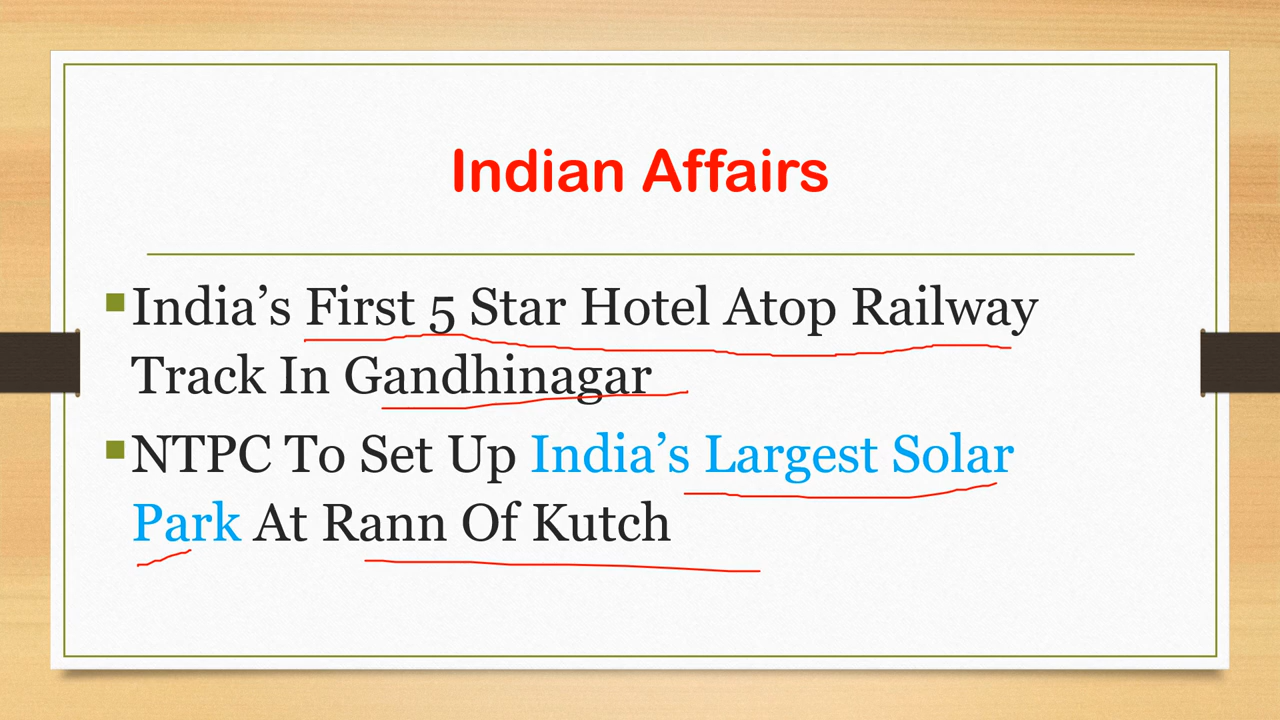 Indian Affairs
India’s First 5 Star Hotel Atop Railway
Track In Gandhinagar
NTPC To Set Up India’s Largest Solar
Park At Rann Of Kutch